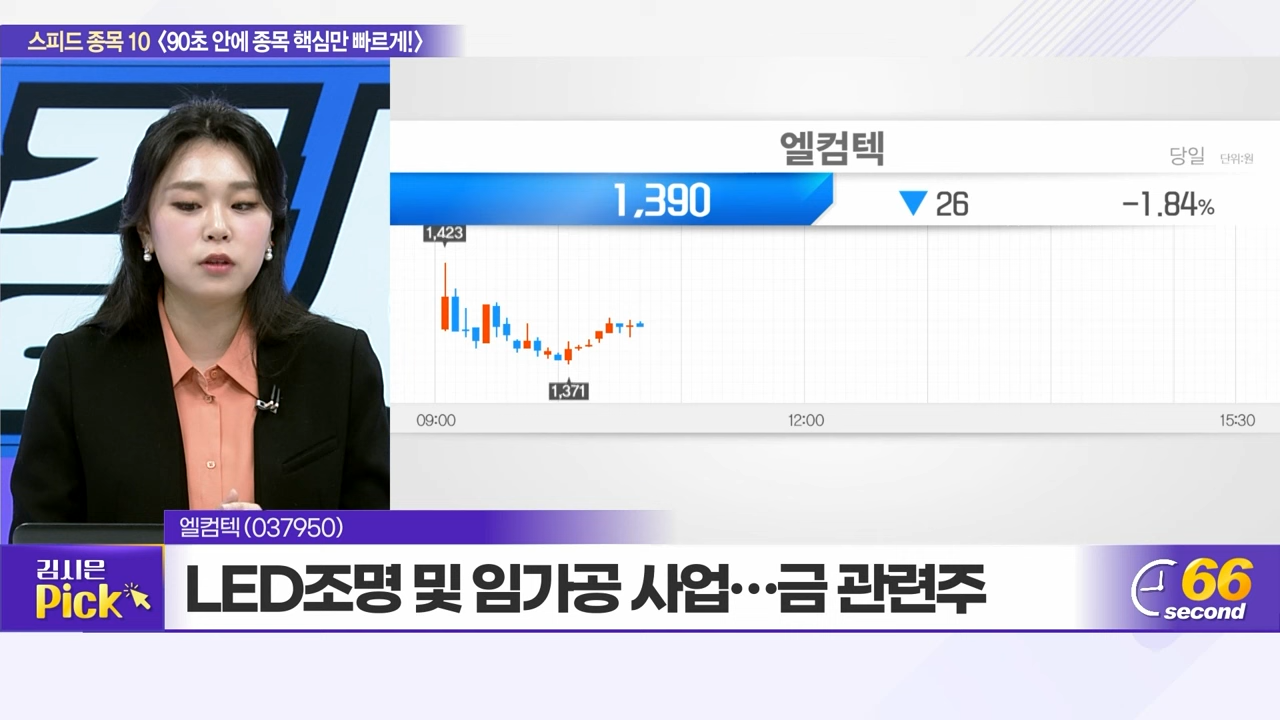 스피드 종목 10 〈90초 안에 종목 핵심만 빠르게!〉
엘컴텍
당일 단위:원
1,390 ▼ 26 -1.84%
1,423
1,371
09:00 12:00 15:30
엘컴텍(037950)
김시은
Pick
LED조명 및 임가공 사업…금 관련주
66
second